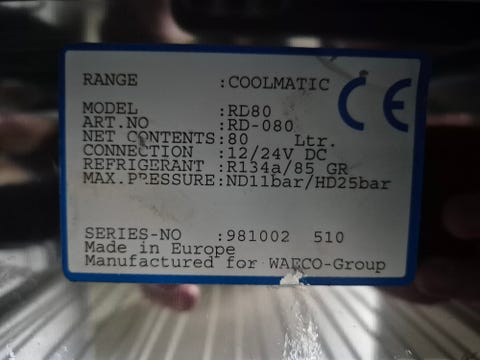 RANGE :COOLMATIC
CE
MODEL :RD80
ART.NO :RD-080
NET CONTENTS:80 Ltr.
CONNECTION :12/24V DC
REFRIGERANT :R134a/85 GR
MAX.PRESSURE:ND11bar/HD25bar
SERIES-NO :981002 510
Made in Europe
Manufactured for WAECO-Group